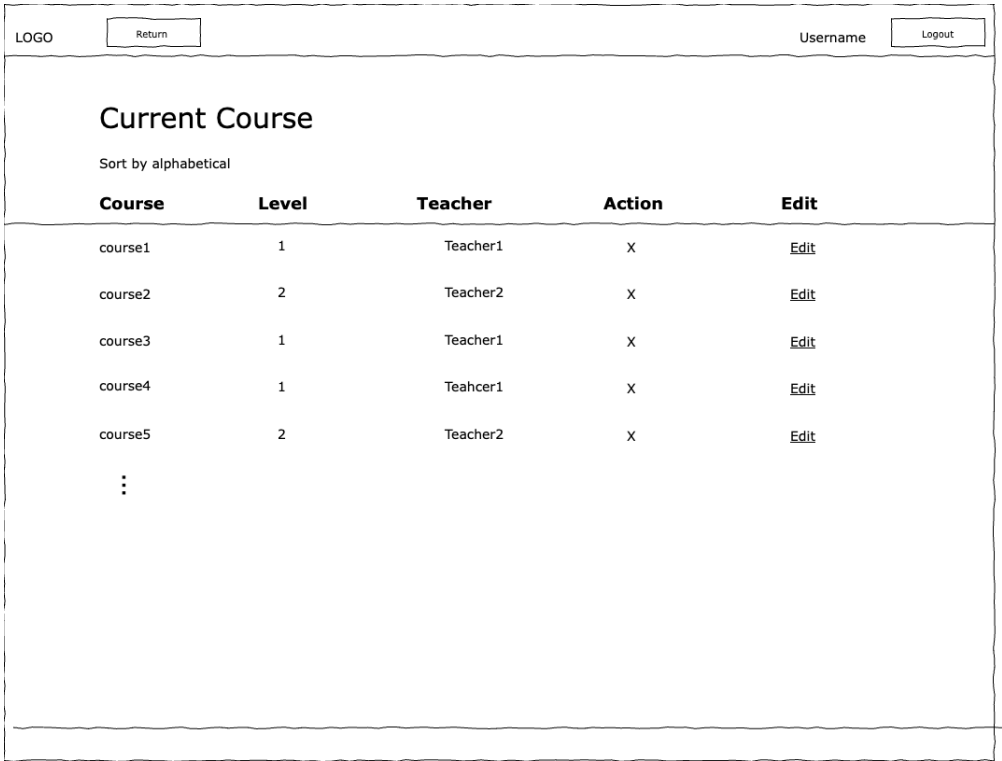 LOGO Return Username Logout
Current Course
Sort by alphabetical
Course Level Teacher Action Edit
course1 1 Teacher1 X Edit
course2 2 Teacher2 X Edit
course3 1 Teacher1 X Edit
course4 1 Teahcer1 X Edit
course5 2 Teacher2 X Edit
⋮